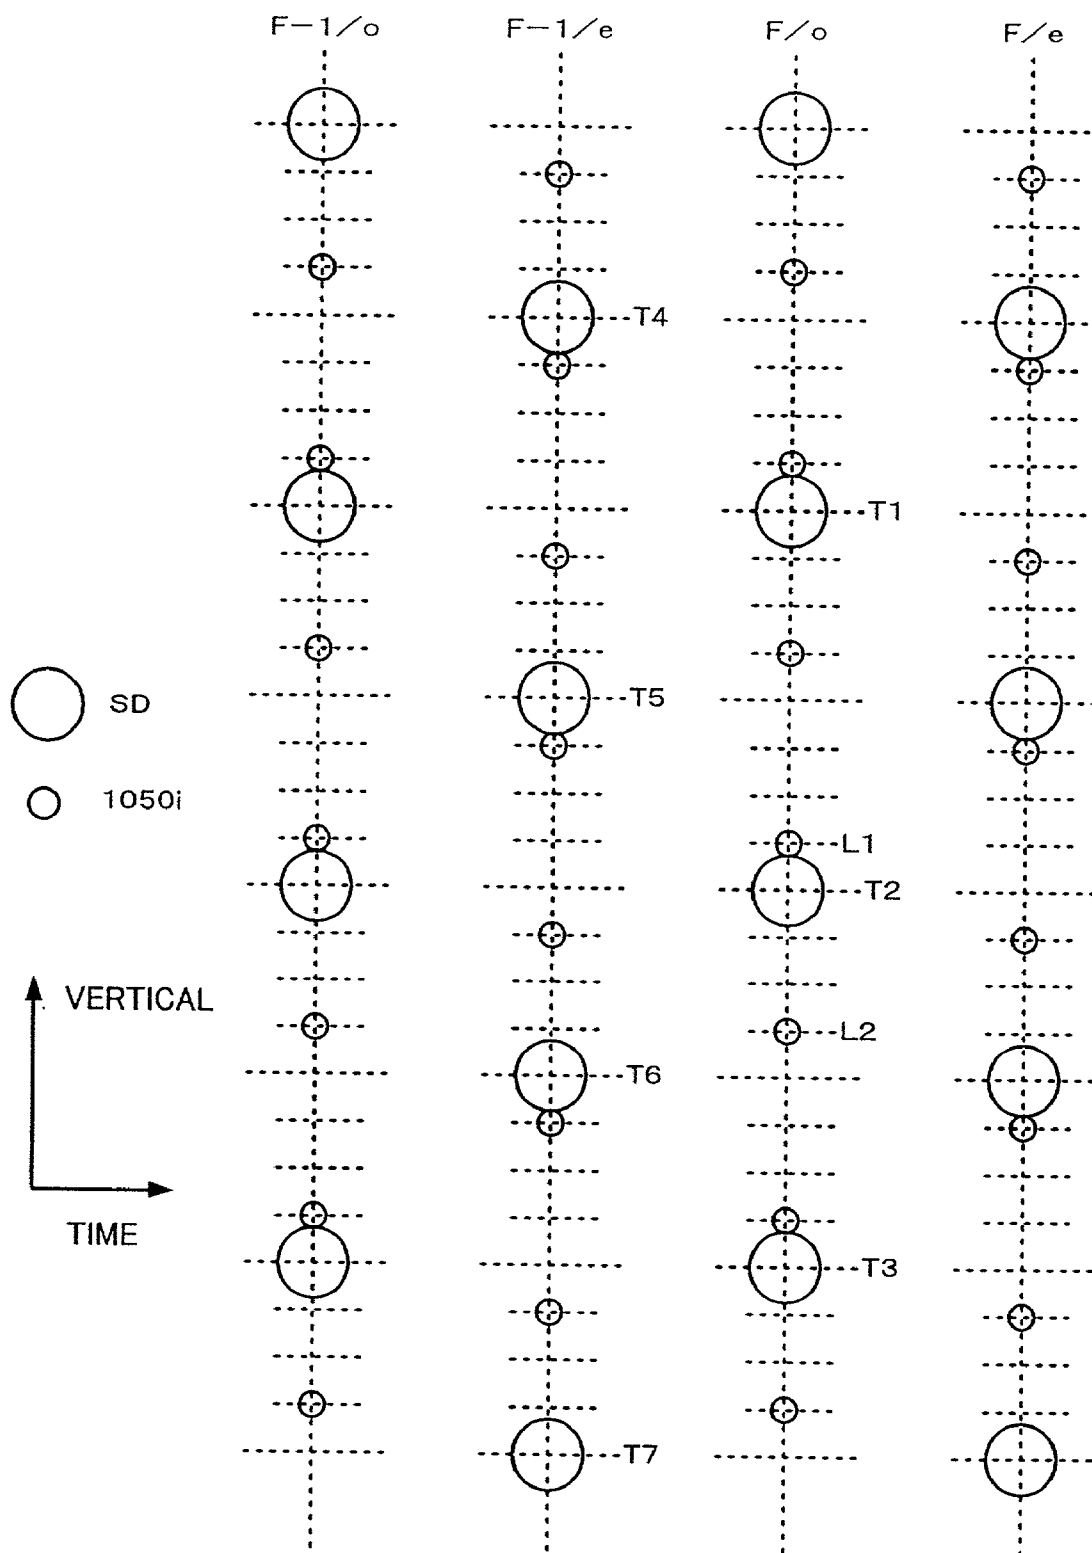 F-1/o F-1/e F/o F/e
T4
T1
SD
T5
1050i
L1
T2
VERTICAL
L2
T6
TIME
T3
T7